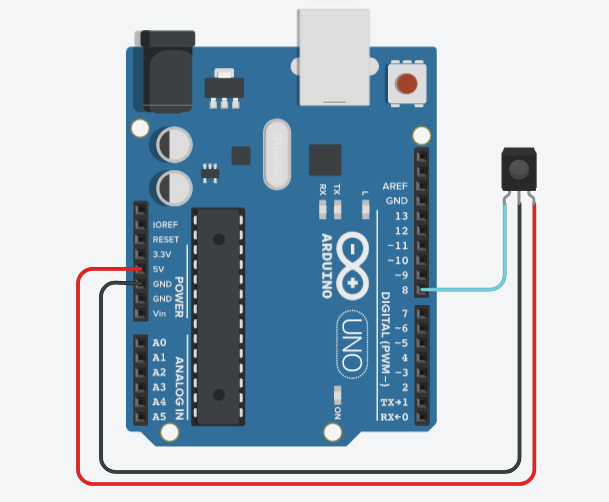 RX
TX
L
AREF
GND
13
12
~11
~10
~9
8
IOREF
RESET
3.3V
5V
GND
GND
Vin
POWER
ARDUINO
UNO
DIGITAL (PWM~)
7
~6
~5
4
~3
2
TX→1
RX←0
A0
A1
A2
A3
A4
A5
ANALOG IN
ON